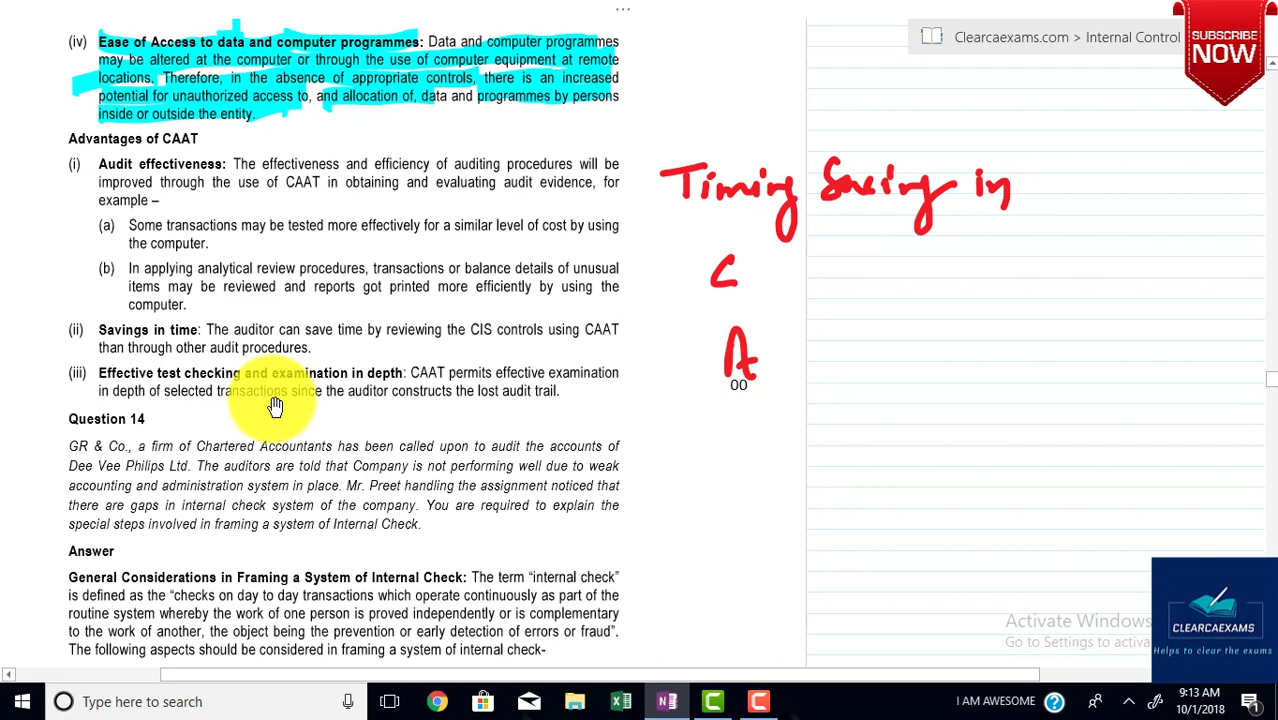 ...
(iv) Ease of Access to data and computer programmes: Data and computer programmes
may be altered at the computer or through the use of computer equipment at remote
locations. Therefore, in the absence of appropriate controls, there is an increased
potential for unauthorized access to, and allocation of, data and programmes by persons
inside or outside the entity.
Advantages of CAAT
(i) Audit effectiveness: The effectiveness and efficiency of auditing procedures will be
improved through the use of CAAT in obtaining and evaluating audit evidence, for
example –
(a) Some transactions may be tested more effectively for a similar level of cost by using
the computer.
(b) In applying analytical review procedures, transactions or balance details of unusual
items may be reviewed and reports got printed more efficiently by using the
computer.
(ii) Savings in time: The auditor can save time by reviewing the CIS controls using CAAT
than through other audit procedures.
(iii) Effective test checking and examination in depth: CAAT permits effective examination
in depth of selected transactions since the auditor constructs the lost audit trail.
Question 14
GR & Co., a firm of Chartered Accountants has been called upon to audit the accounts of
Dee Vee Philips Ltd. The auditors are told that Company is not performing well due to weak
accounting and administration system in place. Mr. Preet handling the assignment noticed that
there are gaps in internal check system of the company. You are required to explain the
special steps involved in framing a system of Internal Check.
Answer
General Considerations in Framing a System of Internal Check: The term “internal check”
is defined as the “checks on day to day transactions which operate continuously as part of the
routine system whereby the work of one person is proved independently or is complementary
to the work of another, the object being the prevention or early detection of errors or fraud”.
The following aspects should be considered in framing a system of internal check-
Clearcaexams.com > Internal Control
SUBSCRIBE
NOW
Timing Saving in
C
A
00
Activate Windows
Go to Settings to activa
CLEARCAEXAMS
Helps to clear the exams
Type here to search
I AM AWESOME
9:13 AM
10/1/2018
1